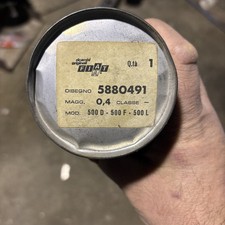 ricambi
originali
FIAT
Q.tà 1
DISEGNO 5880491
MAGG. 0,4 CLASSE -
MOD. 500 D - 500 F - 500 L